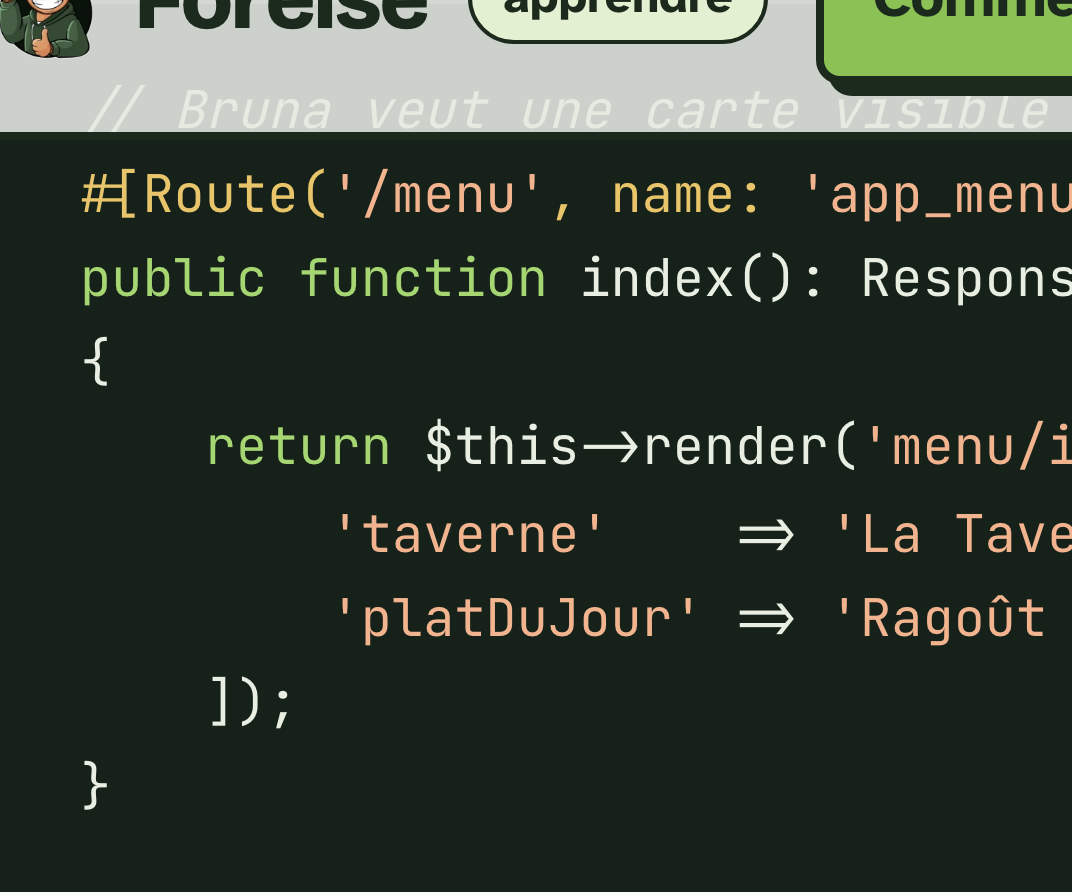 Foreise
apprendre
// Bruna veut une carte visible
#[Route('/menu', name: 'app_menu
public function index(): Respons
{
return $this->render('menu/i
'taverne' => 'La Tave
'platDuJour' => 'Ragoût
]);
}